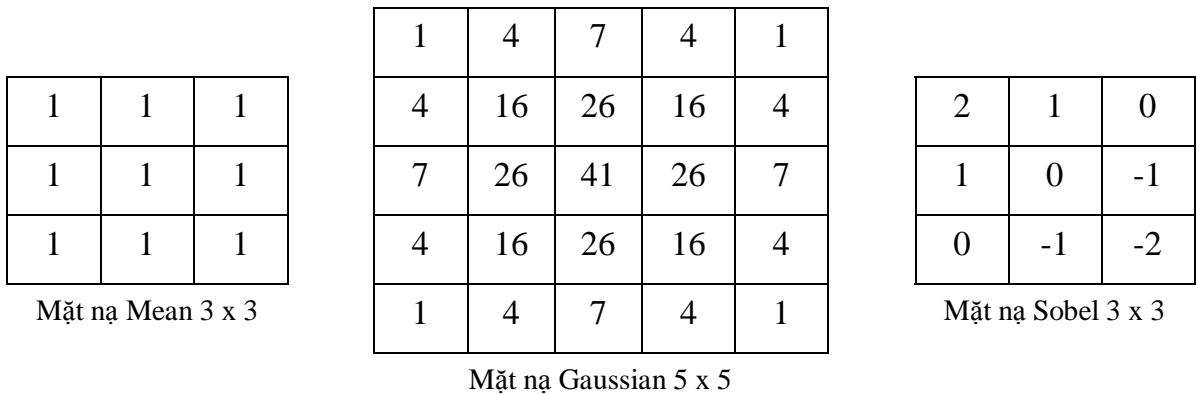 1 1 1
1 1 1
1 1 1
Mặt nạ Mean 3 x 3
1 4 7 4 1
4 16 26 16 4
7 26 41 26 7
4 16 26 16 4
1 4 7 4 1
Mặt nạ Gaussian 5 x 5
2 1 0
1 0 -1
0 -1 -2
Mặt nạ Sobel 3 x 3